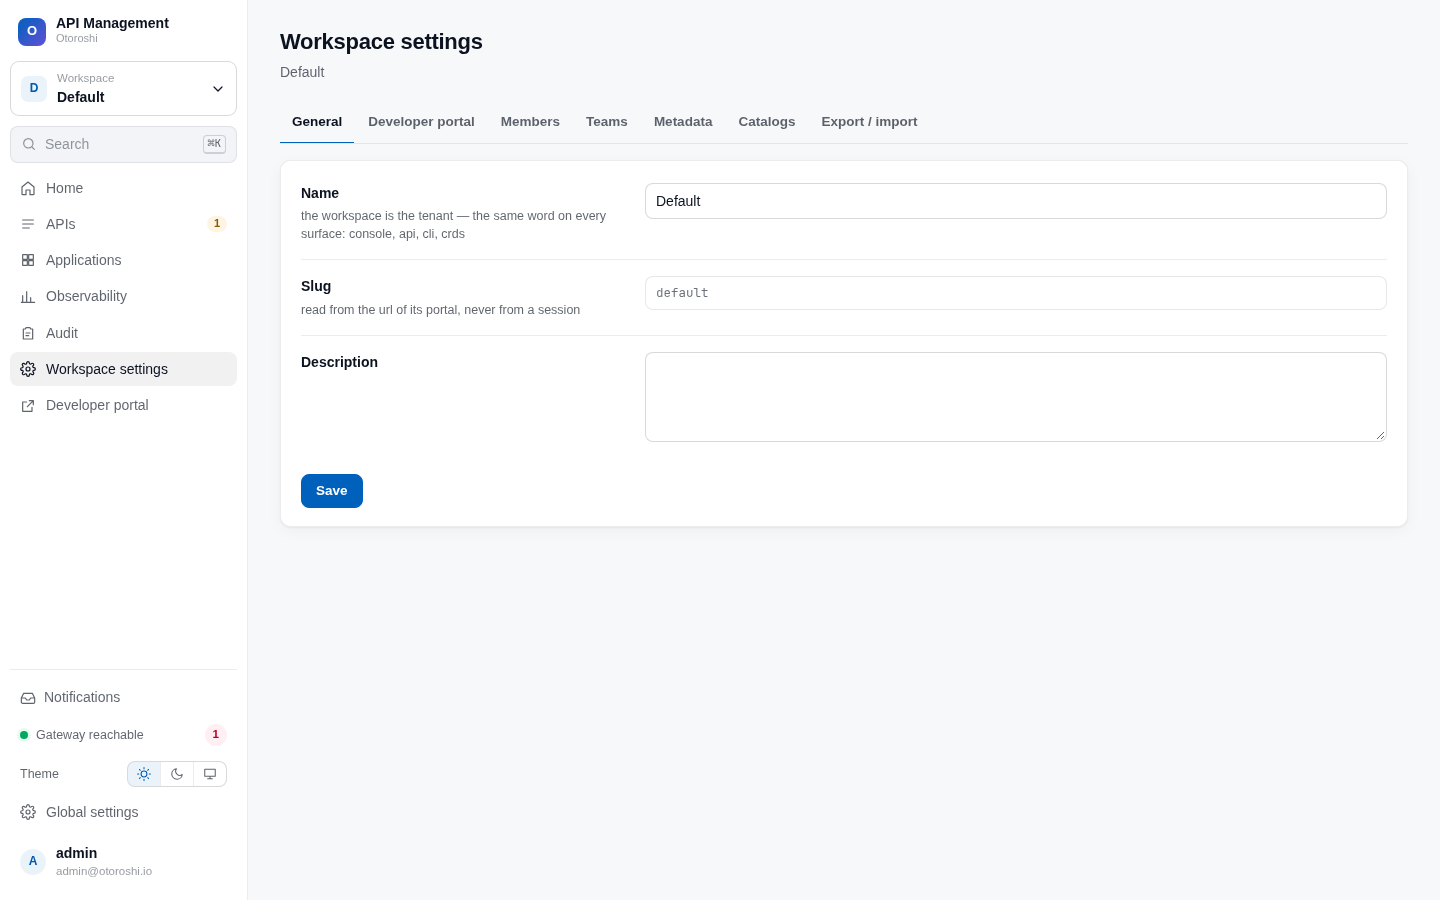 O
API Management
Otoroshi
D
Workspace
Default
Search
⌘K
Home
APIs
1
Applications
Observability
Audit
Workspace settings
Developer portal
Notifications
Gateway reachable
1
Theme
Global settings
A
admin
admin@otoroshi.io
Workspace settings
Default
General
Developer portal
Members
Teams
Metadata
Catalogs
Export / import
Name
the workspace is the tenant — the same word on every
surface: console, api, cli, crds
Default
Slug
read from the url of its portal, never from a session
default
Description
Save